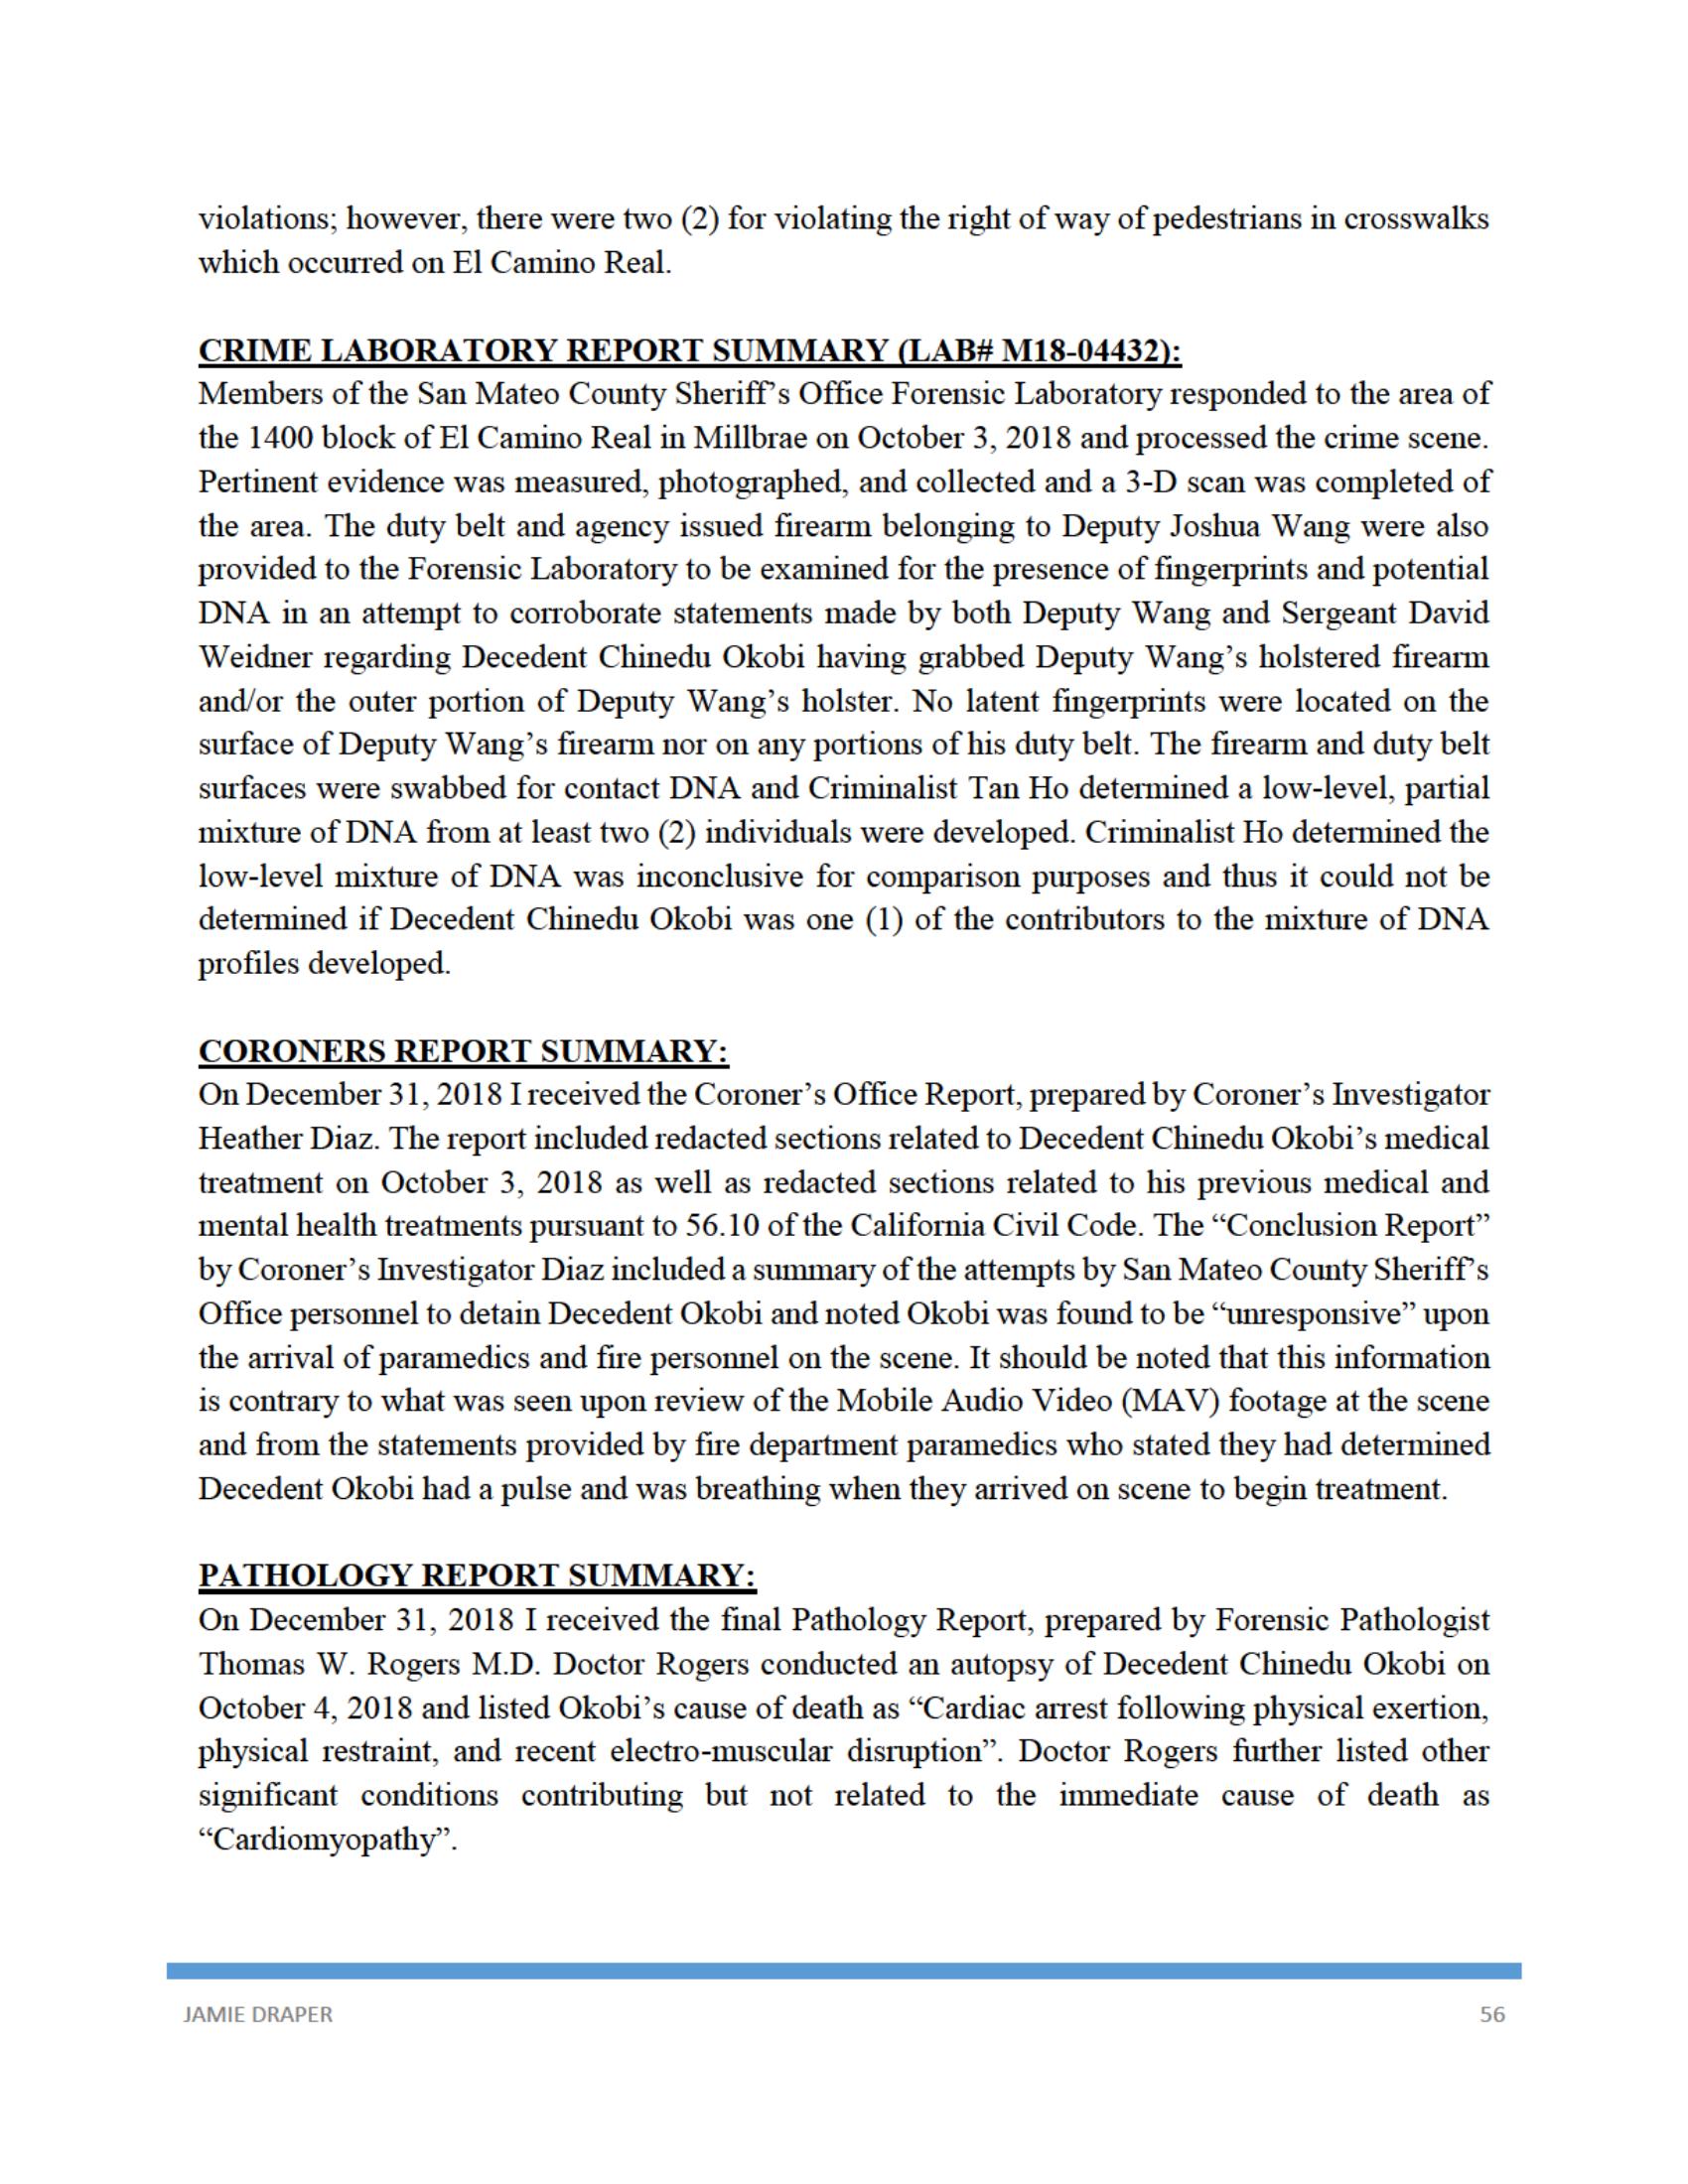 violations; however, there were two (2) for violating the right of way of pedestrians in crosswalks
which occurred on El Camino Real.
CRIME LABORATORY REPORT SUMMARY (LAB# M18-04432):
Members of the San Mateo County Sheriff’s Office Forensic Laboratory responded to the area of
the 1400 block of El Camino Real in Millbrae on October 3, 2018 and processed the crime scene.
Pertinent evidence was measured, photographed, and collected and a 3-D scan was completed of
the area. The duty belt and agency issued firearm belonging to Deputy Joshua Wang were also
provided to the Forensic Laboratory to be examined for the presence of fingerprints and potential
DNA in an attempt to corroborate statements made by both Deputy Wang and Sergeant David
Weidner regarding Decedent Chinedu Okobi having grabbed Deputy Wang’s holstered firearm
and/or the outer portion of Deputy Wang’s holster. No latent fingerprints were located on the
surface of Deputy Wang’s firearm nor on any portions of his duty belt. The firearm and duty belt
surfaces were swabbed for contact DNA and Criminalist Tan Ho determined a low-level, partial
mixture of DNA from at least two (2) individuals were developed. Criminalist Ho determined the
low-level mixture of DNA was inconclusive for comparison purposes and thus it could not be
determined if Decedent Chinedu Okobi was one (1) of the contributors to the mixture of DNA
profiles developed.
CORONERS REPORT SUMMARY:
On December 31, 2018 I received the Coroner’s Office Report, prepared by Coroner’s Investigator
Heather Diaz. The report included redacted sections related to Decedent Chinedu Okobi’s medical
treatment on October 3, 2018 as well as redacted sections related to his previous medical and
mental health treatments pursuant to 56.10 of the California Civil Code. The “Conclusion Report”
by Coroner’s Investigator Diaz included a summary of the attempts by San Mateo County Sheriff’s
Office personnel to detain Decedent Okobi and noted Okobi was found to be “unresponsive” upon
the arrival of paramedics and fire personnel on the scene. It should be noted that this information
is contrary to what was seen upon review of the Mobile Audio Video (MAV) footage at the scene
and from the statements provided by fire department paramedics who stated they had determined
Decedent Okobi had a pulse and was breathing when they arrived on scene to begin treatment.
PATHOLOGY REPORT SUMMARY:
On December 31, 2018 I received the final Pathology Report, prepared by Forensic Pathologist
Thomas W. Rogers M.D. Doctor Rogers conducted an autopsy of Decedent Chinedu Okobi on
October 4, 2018 and listed Okobi’s cause of death as “Cardiac arrest following physical exertion,
physical restraint, and recent electro-muscular disruption”. Doctor Rogers further listed other
significant conditions contributing but not related to the immediate cause of death as
“Cardiomyopathy”.
JAMIE DRAPER 56